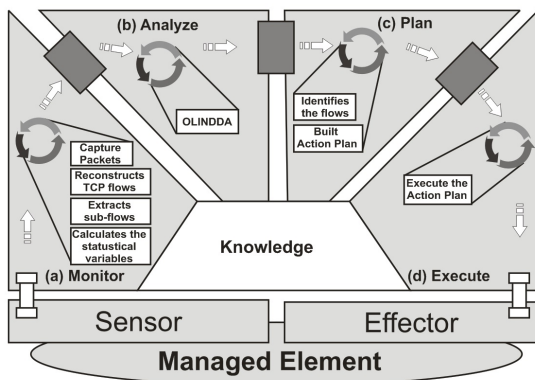 (b) Analyze
(c) Plan
OLINDDA
Identifies
the flows
Built
Action Plan
Capture
Packets
Reconstructs
TCP flows
Extracts
sub-flows
Calculates the
statustical
variables
Execute the
Action Plan
Knowledge
(a) Monitor
(d) Execute
Sensor
Effector
Managed Element